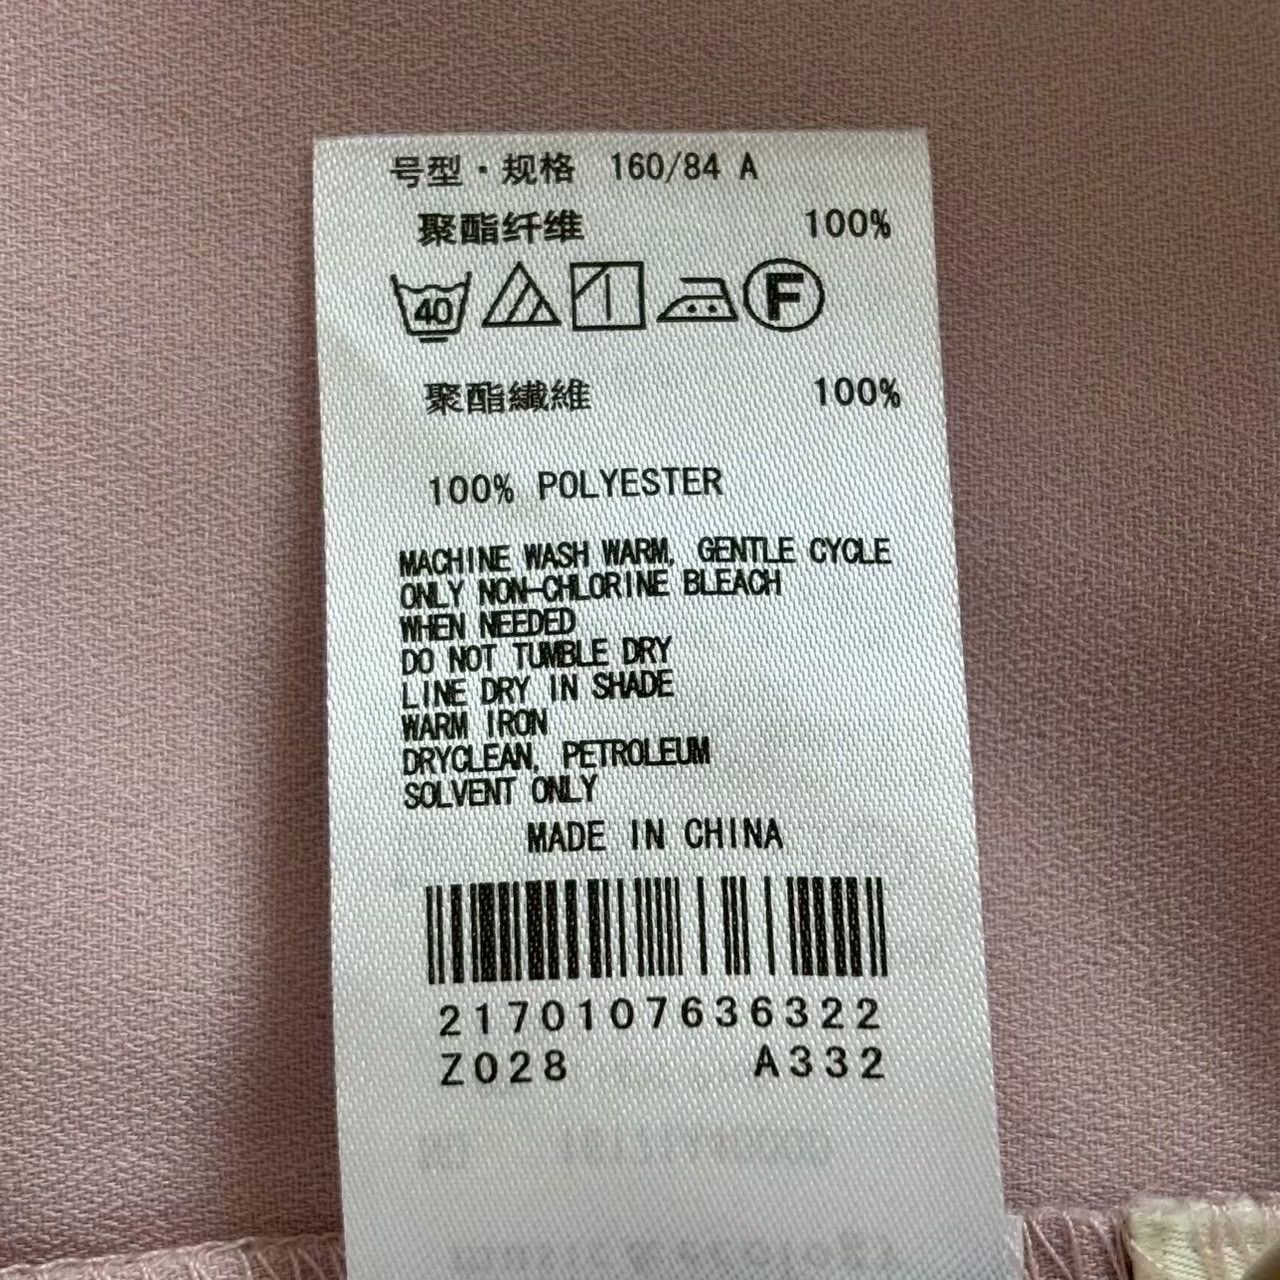 号型·规格 160/84 A
聚酯纤维 100%
40 F
聚酯纖維 100%
100% POLYESTER
MACHINE WASH WARM, GENTLE CYCLE
ONLY NON-CHLORINE BLEACH
WHEN NEEDED
DO NOT TUMBLE DRY
LINE DRY IN SHADE
WARM IRON
DRYCLEAN, PETROLEUM
SOLVENT ONLY
MADE IN CHINA
2170107636322
Z028 A332